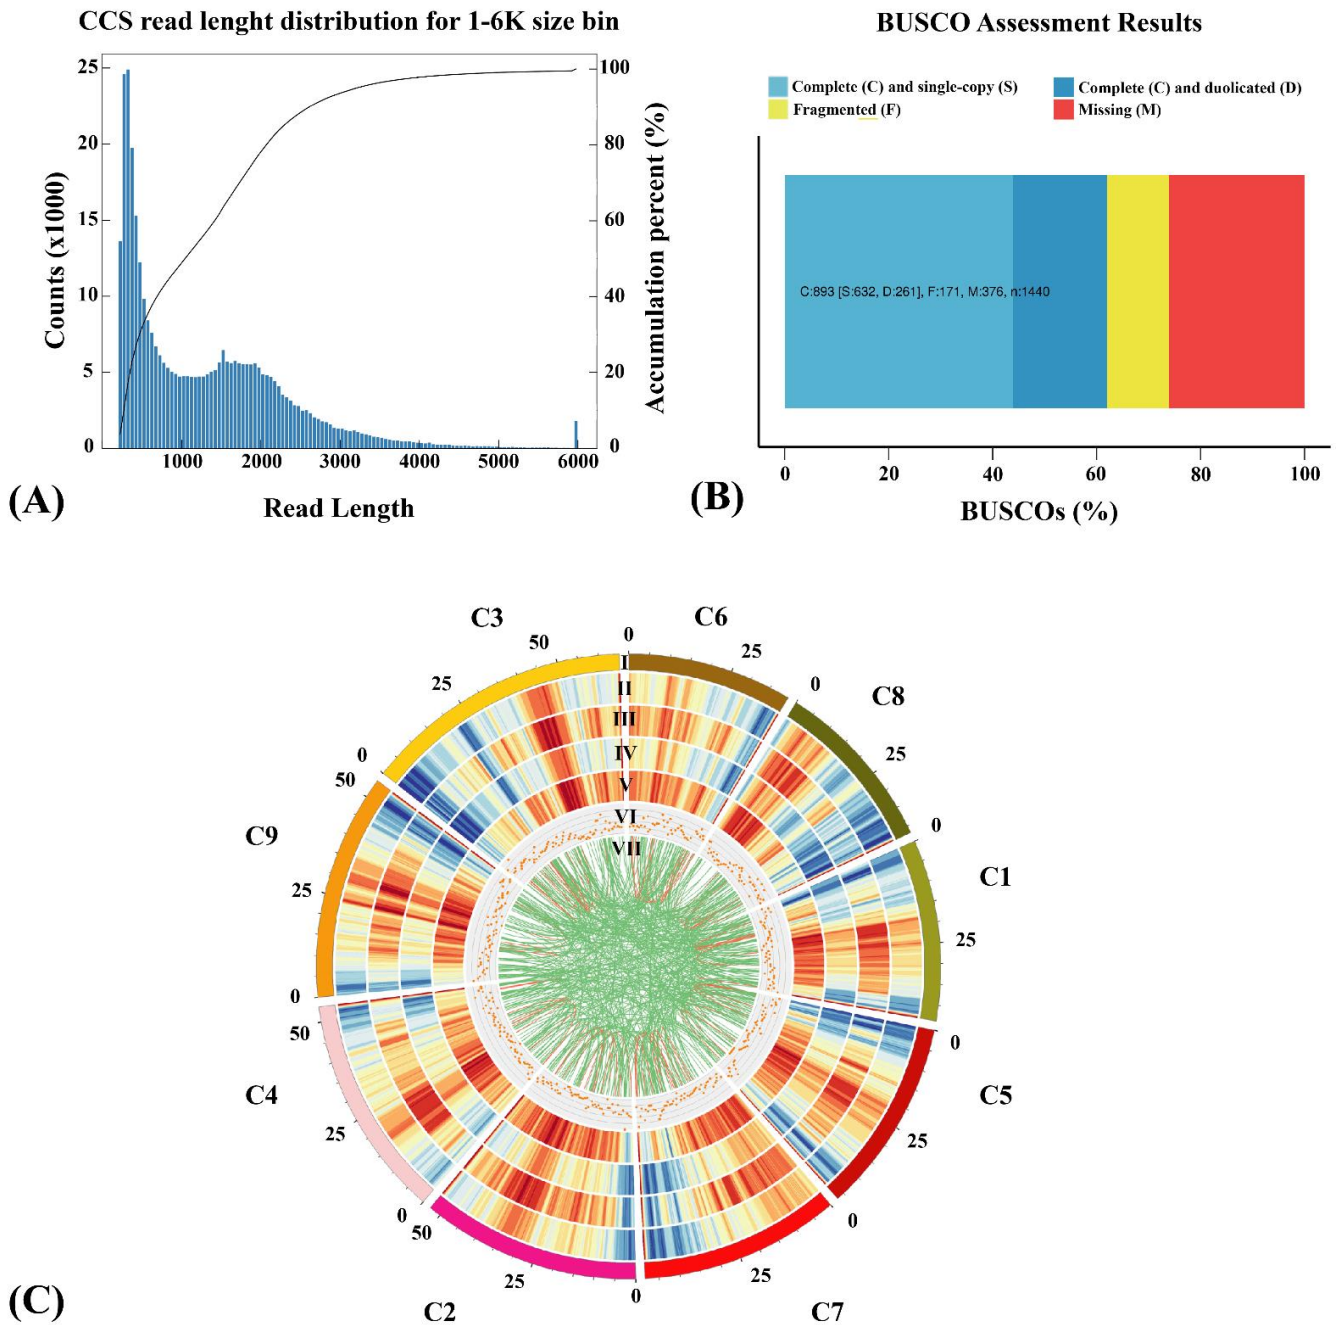 CCS read lenght distribution for 1-6K size bin
25
20
15
10
5
0
Counts (x1000)
100
80
60
40
20
0
Accumulation percent (%)
1000 2000 3000 4000 5000 6000
Read Length
(A)
BUSCO Assessment Results
Complete (C) and single-copy (S)
Complete (C) and duolicated (D)
Fragmented (F)
Missing (M)
C:893 [S:632, D:261], F:171, M:376, n:1440
0 20 40 60 80 100
BUSCOs (%)
(B)
C3
50
0
C6
25
0
C8
25
0
C1
25
0
C5
25
0
C7
25
0
C2
25
50
0
C4
25
50
0
C9
25
50
0
25
I
II
III
IV
V
VI
VII
(C)